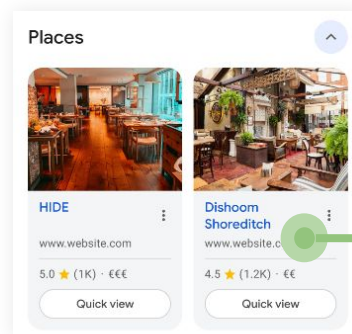 Places
HIDE
www.website.com
5.0 ★ (1K) · €€€
Quick view
Dishoom
Shoreditch
www.website.c
4.5 ★ (1.2K) · €€
Quick view